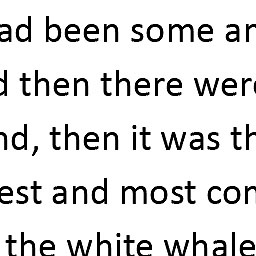 ad been some an
d then there were
nd, then it was th
est and most con
the white whale